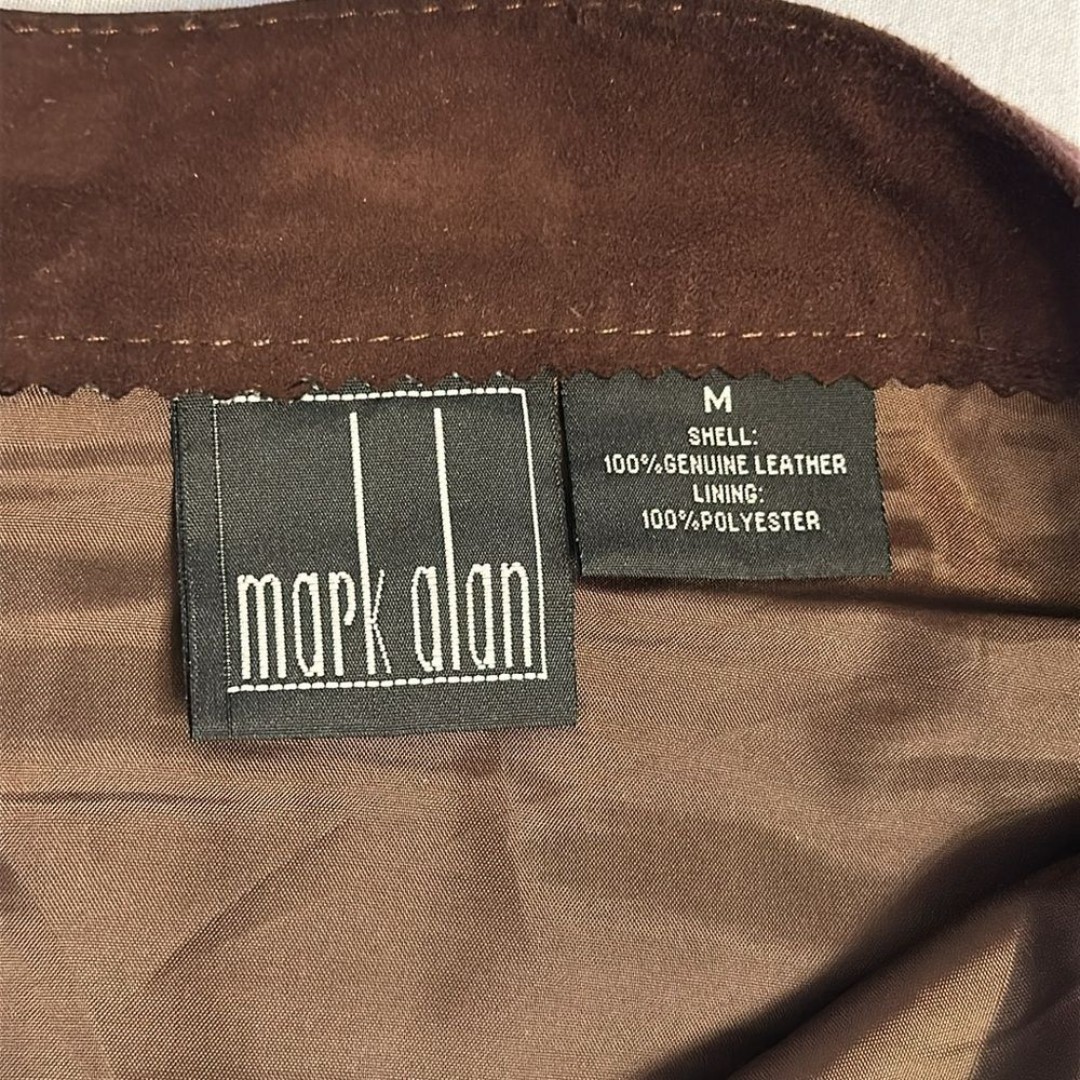 mark alan
M
SHELL:
100%GENUINE LEATHER
LINING:
100%POLYESTER